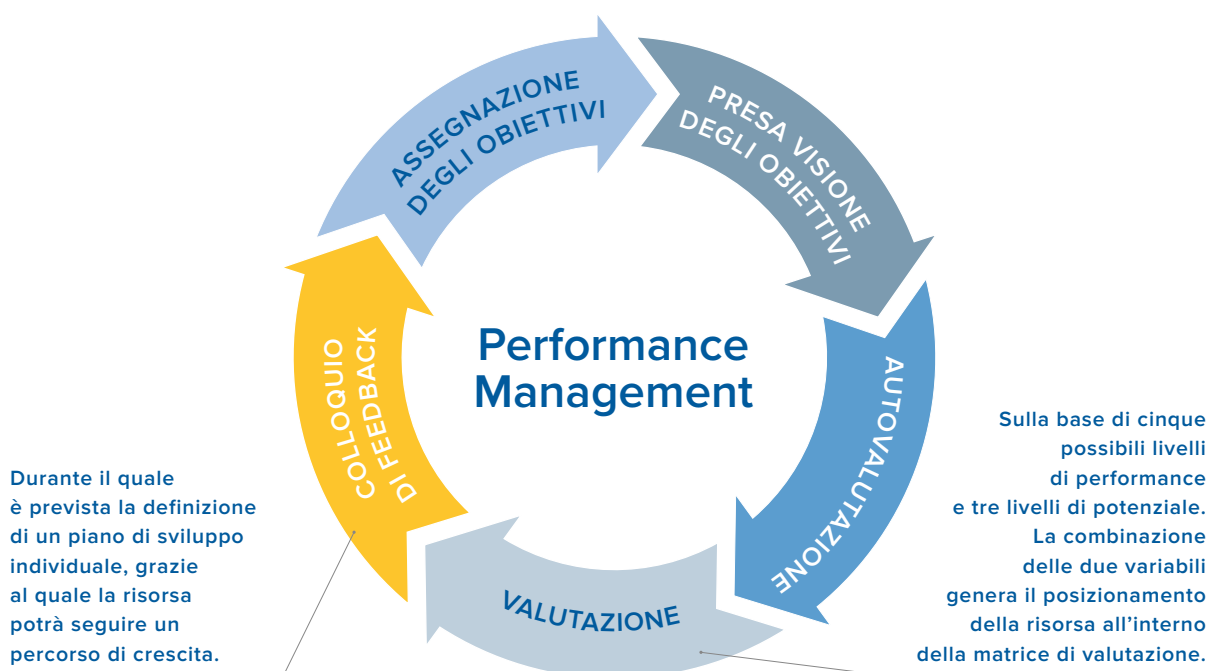 ASSEGNAZIONE
DEGLI OBIETTIVI
PRESA VISIONE
DEGLI OBIETTIVI
AUTOVALUTAZIONE
VALUTAZIONE
COLLOQUIO
DI FEEDBACK
Performance
Management
Durante il quale
è prevista la definizione
di un piano di sviluppo
individuale, grazie
al quale la risorsa
potrà seguire un
percorso di crescita.
Sulla base di cinque
possibili livelli
di performance
e tre livelli di potenziale.
La combinazione
delle due variabili
genera il posizionamento
della risorsa all’interno
della matrice di valutazione.